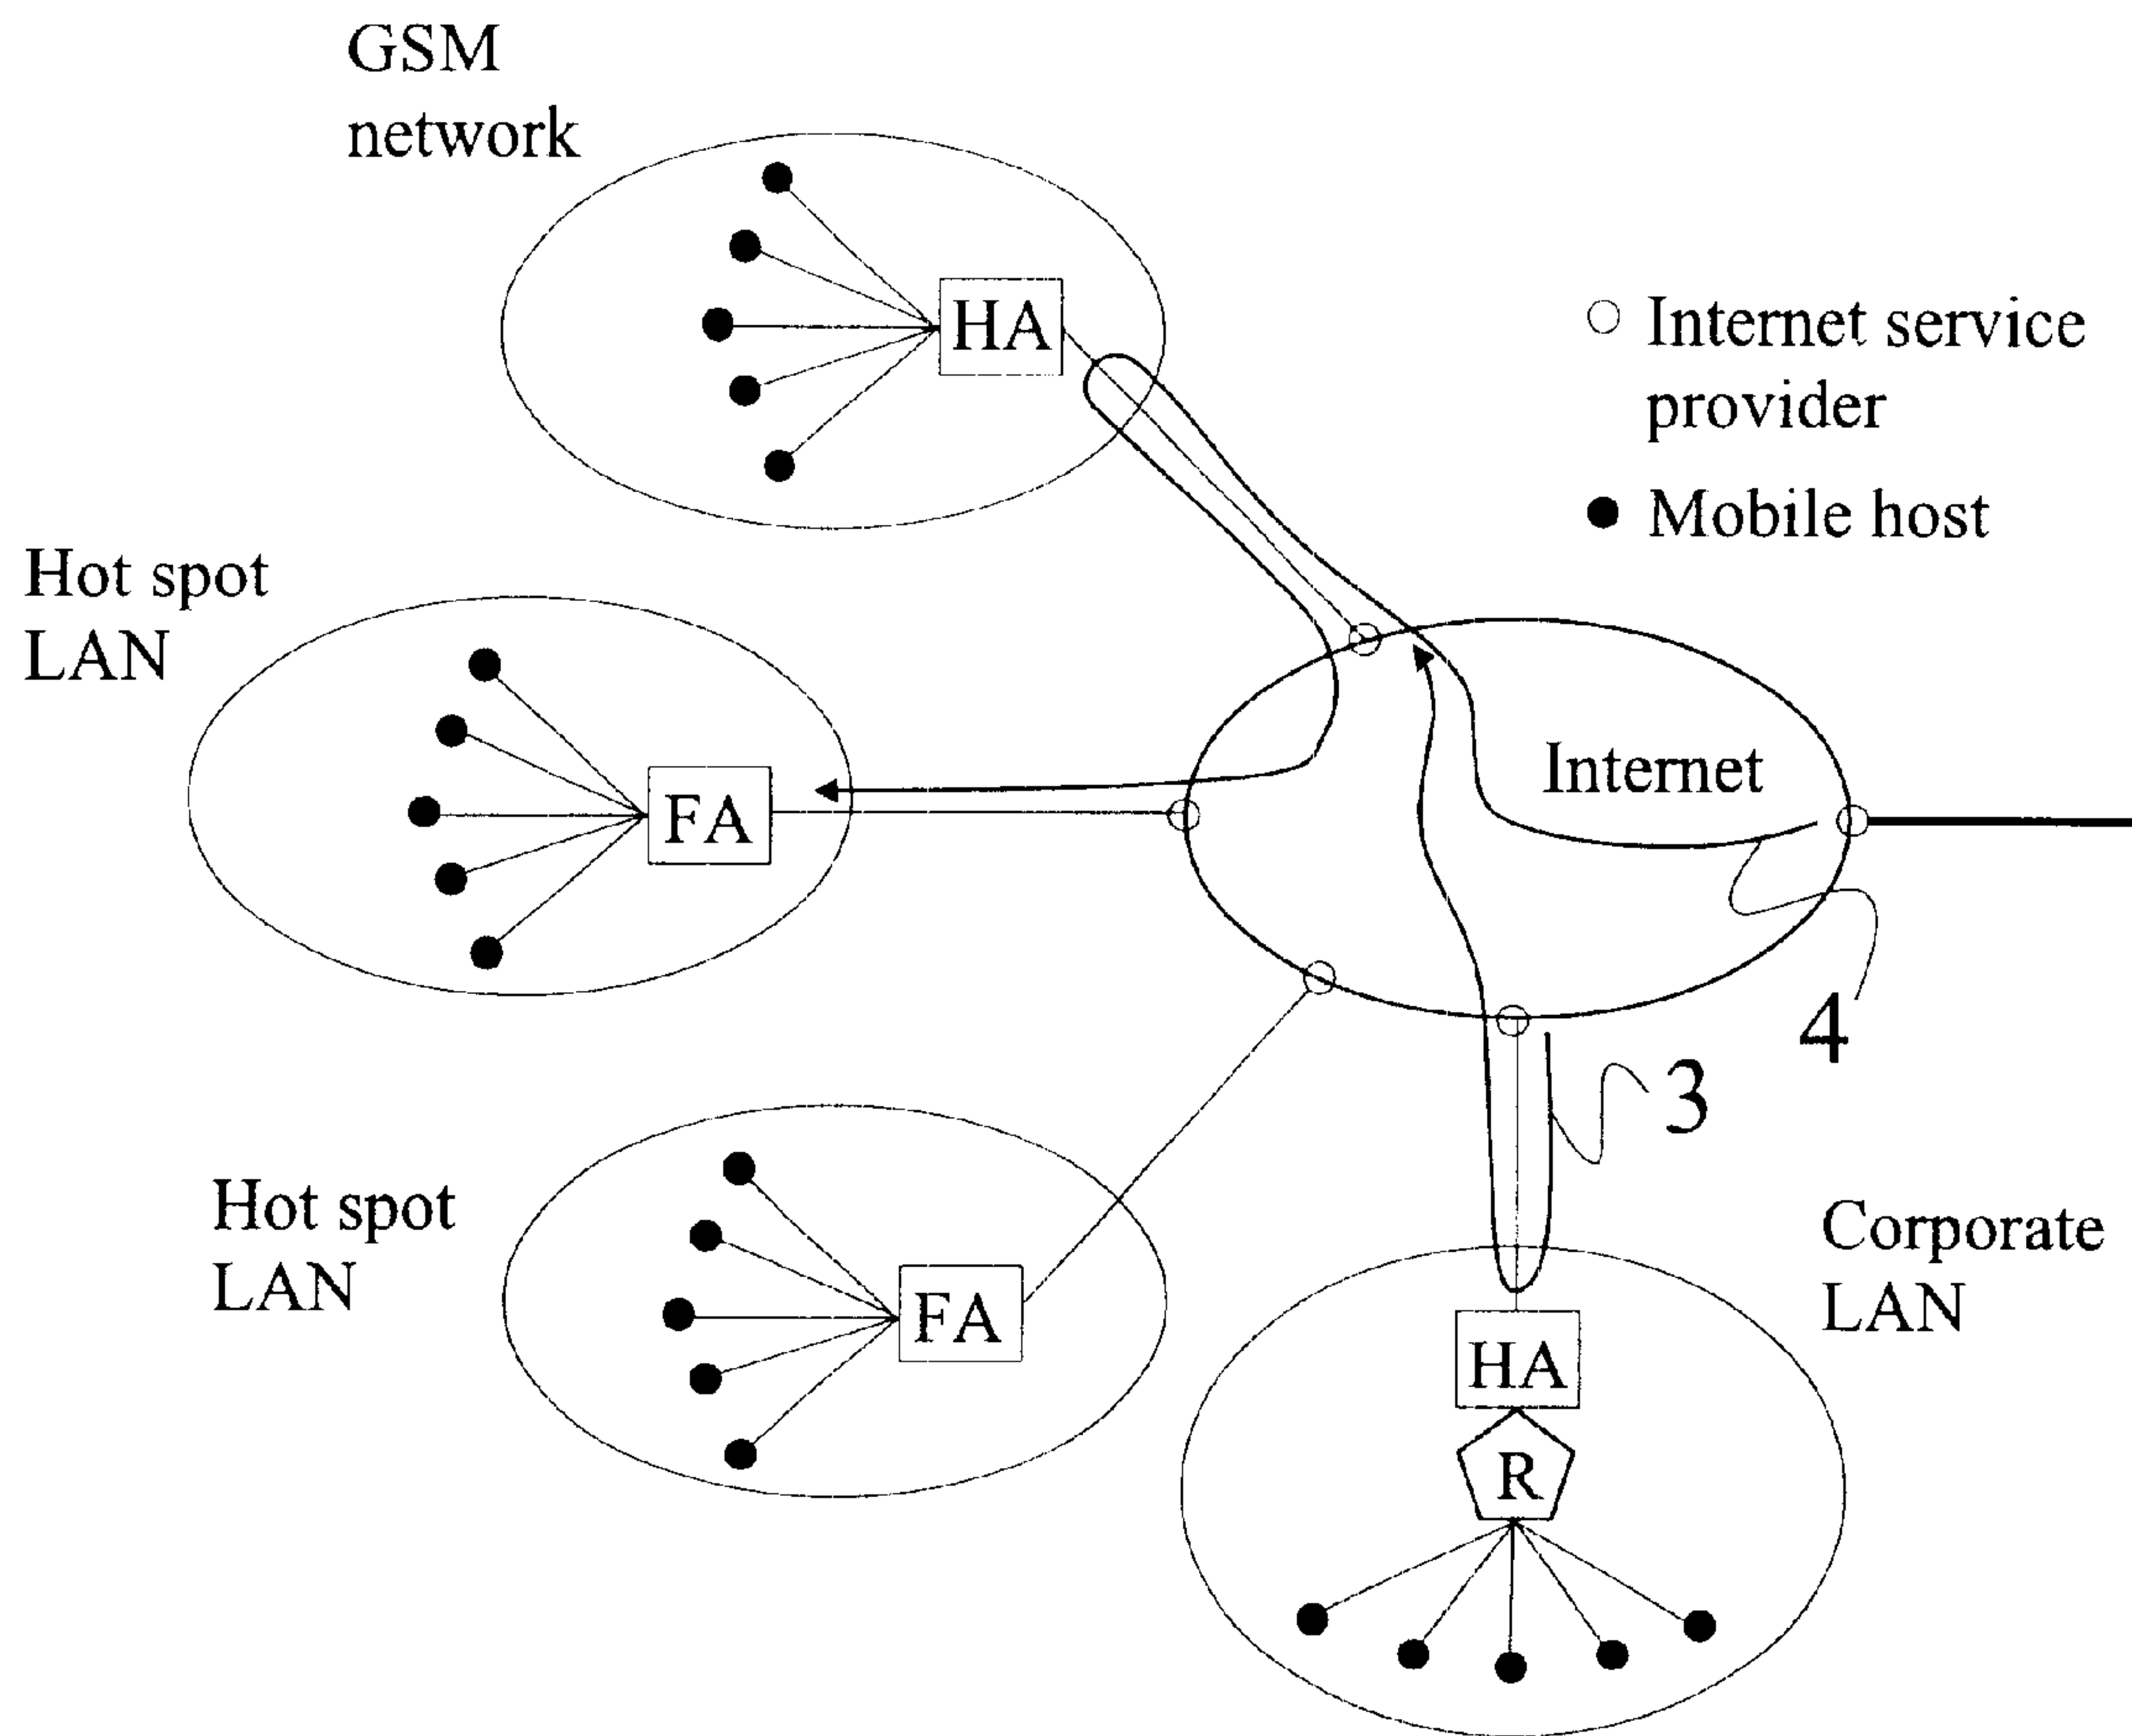 GSM
network
HA
Internet service
provider
Mobile host
Hot spot
LAN
FA
Internet
4
3
Hot spot
LAN
FA
Corporate
LAN
HA
R